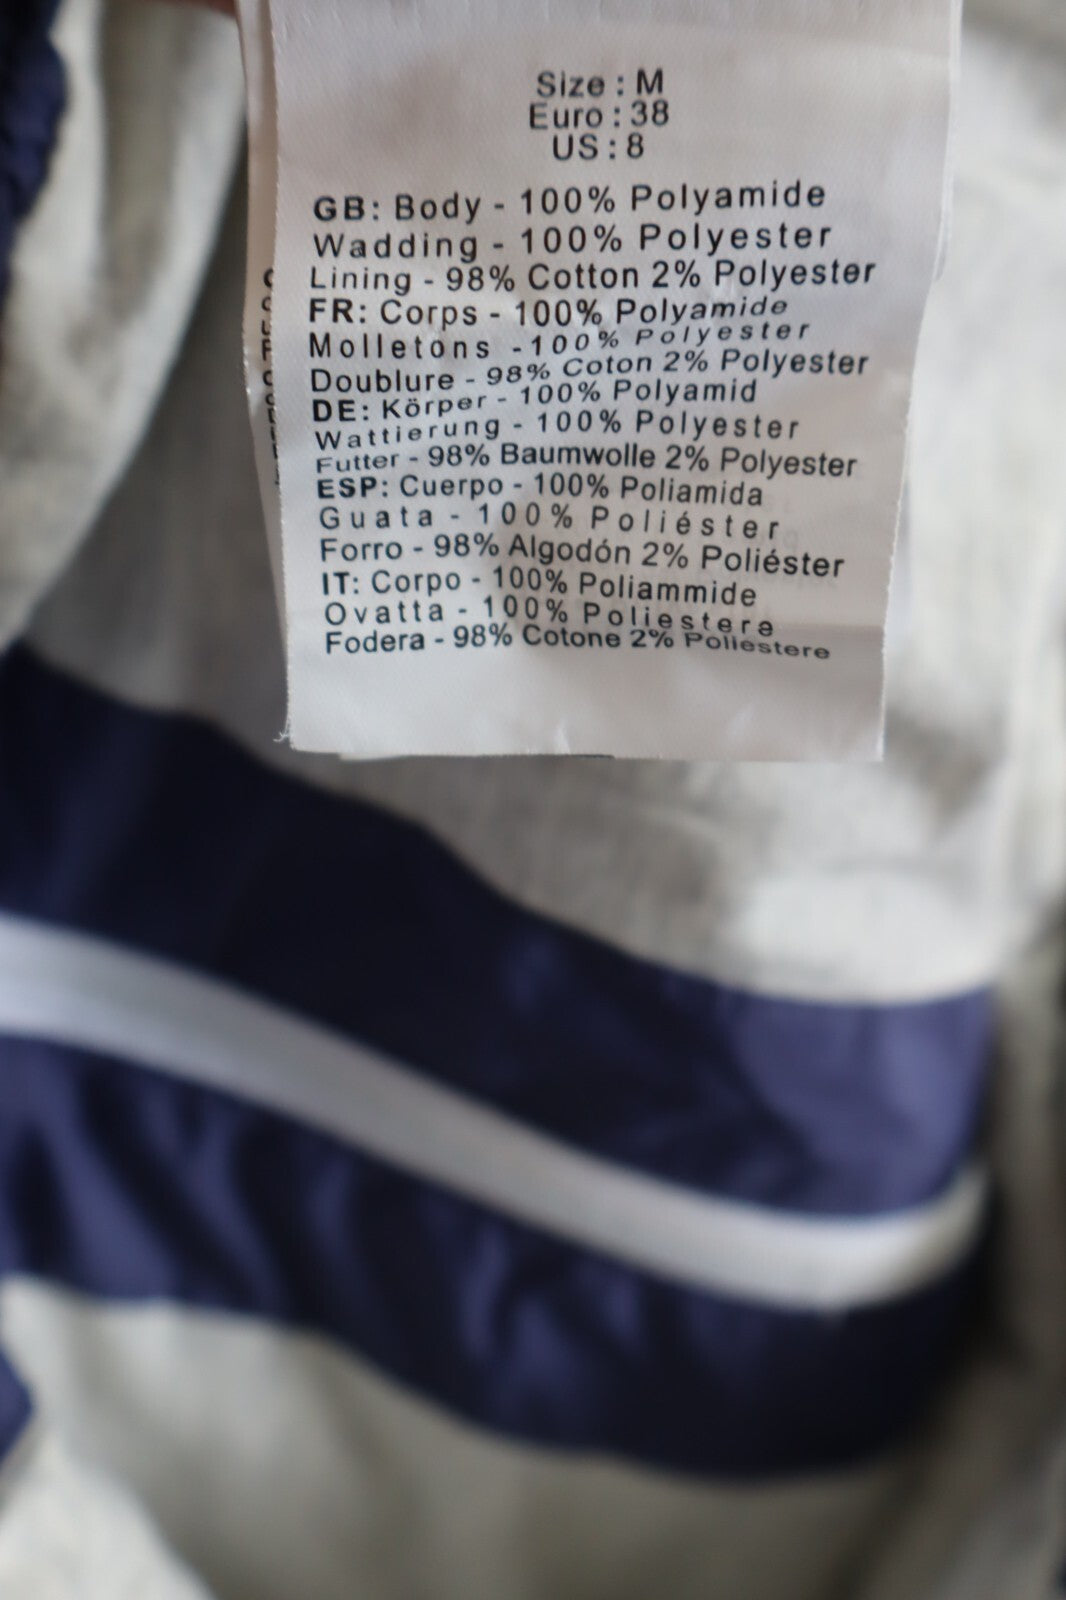 Size : M
Euro : 38
US : 8
GB: Body - 100% Polyamide
Wadding - 100% Polyester
Lining - 98% Cotton 2% Polyester
FR: Corps - 100% Polyamide
Molletons - 100% Polyester
Doublure - 98% Coton 2% Polyester
DE: Körper - 100% Polyamid
Wattierung - 100% Polyester
Futter - 98% Baumwolle 2% Polyester
ESP: Cuerpo - 100% Poliamida
Guata - 100% Poliéster
Forro - 98% Algodón 2% Poliéster
IT: Corpo - 100% Poliammide
Ovatta - 100% Poliestere
Fodera - 98% Cotone 2% Poliestere